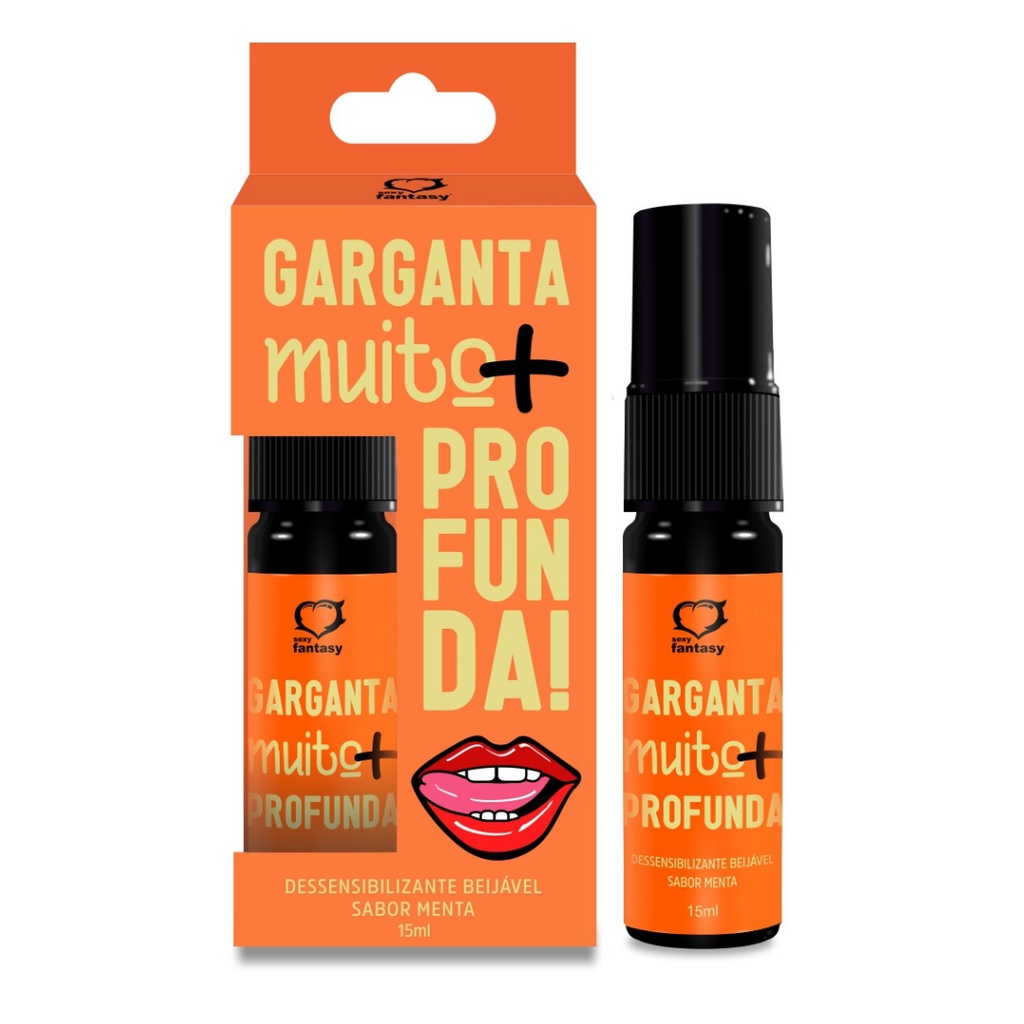 sexy
fantasy
GARGANTA
muito+
PRO
FUN
DA!
sexy
fantasy
GARGANTA
muito+
PROFUNDA
DESSENSIBILIZANTE BEIJÁVEL
SABOR MENTA
15ml
sexy
fantasy
GARGANTA
muito+
PROFUNDA
DESSENSIBILIZANTE BEIJÁVEL
SABOR MENTA
15ml